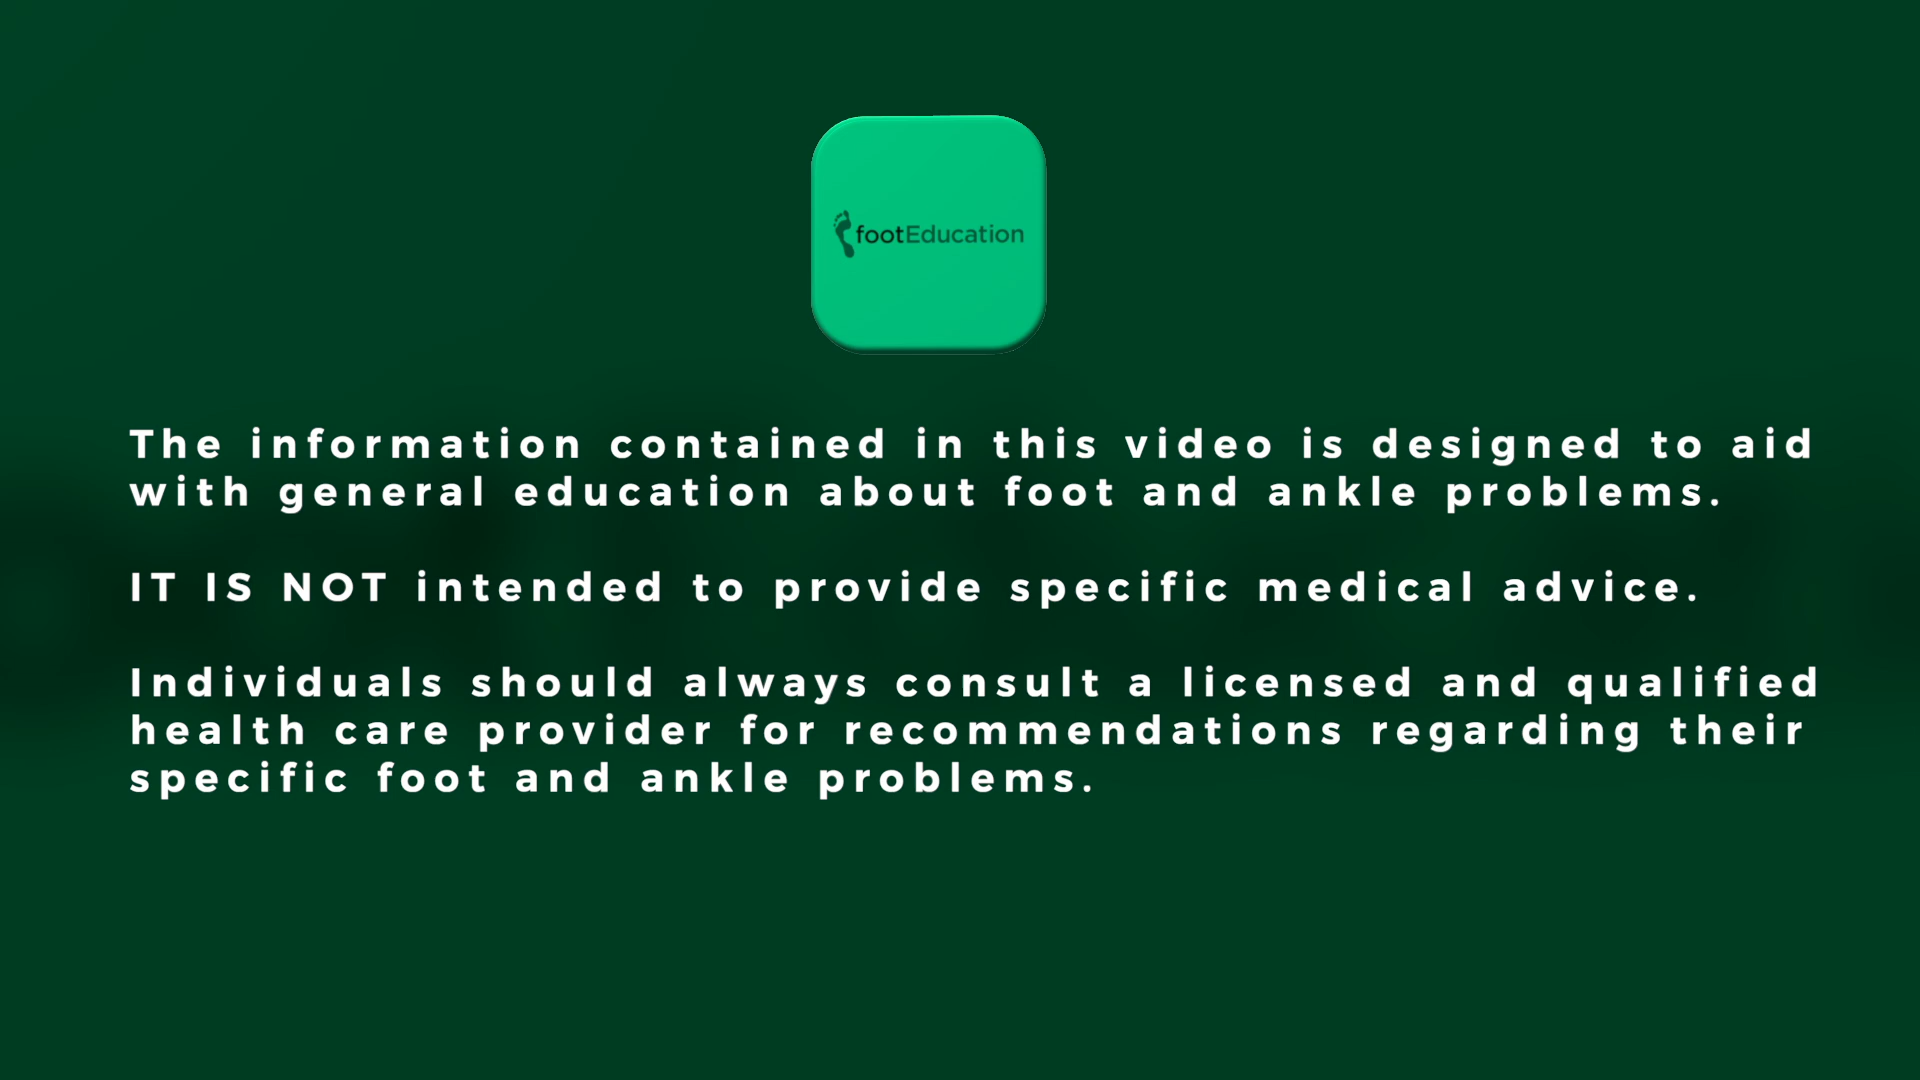 footEducation
The information contained in this video is designed to aid
with general education about foot and ankle problems.
IT IS NOT intended to provide specific medical advice.
Individuals should always consult a licensed and qualified
health care provider for recommendations regarding their
specific foot and ankle problems.